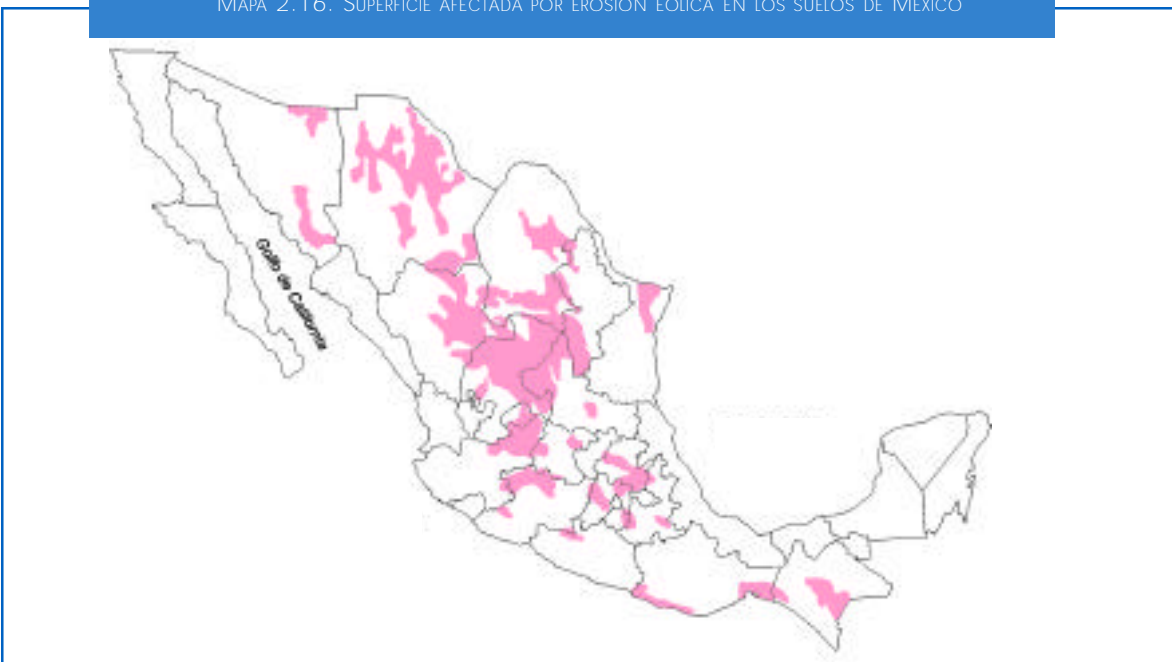 MAPA 2.16. SUPERFICIE AFECTADA POR EROSIÓN EÓLICA EN LOS SUELOS DE MÉXICO
Golfo de California